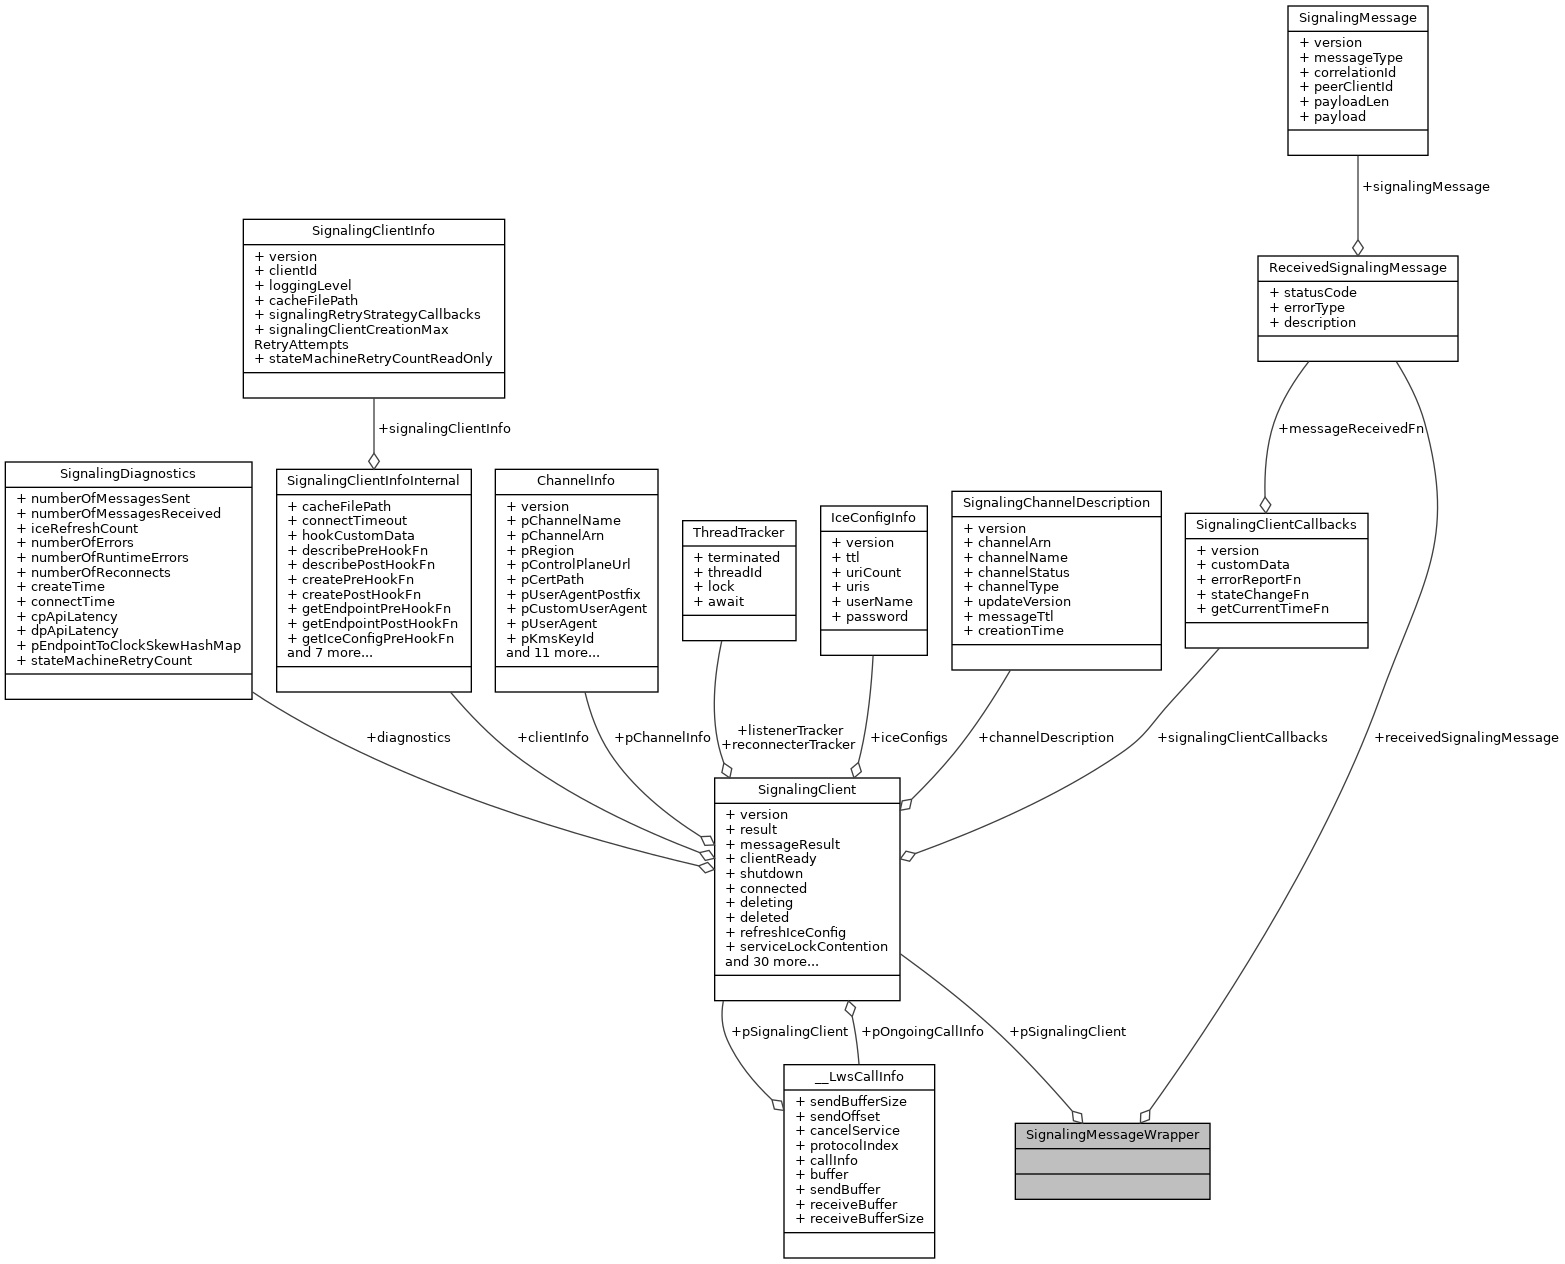 SignalingMessage
+ version
+ messageType
+ correlationId
+ peerClientId
+ payloadLen
+ payload
+signalingMessage
SignalingClientInfo
+ version
+ clientId
+ loggingLevel
+ cacheFilePath
+ signalingRetryStrategyCallbacks
+ signalingClientCreationMax
RetryAttempts
+ stateMachineRetryCountReadOnly
ReceivedSignalingMessage
+ statusCode
+ errorType
+ description
+signalingClientInfo
+messageReceivedFn
SignalingDiagnostics
+ numberOfMessagesSent
+ numberOfMessagesReceived
+ iceRefreshCount
+ numberOfErrors
+ numberOfRuntimeErrors
+ numberOfReconnects
+ createTime
+ connectTime
+ cpApiLatency
+ dpApiLatency
+ pEndpointToClockSkewHashMap
+ stateMachineRetryCount
SignalingClientInfoInternal
+ cacheFilePath
+ connectTimeout
+ hookCustomData
+ describePreHookFn
+ describePostHookFn
+ createPreHookFn
+ createPostHookFn
+ getEndpointPreHookFn
+ getEndpointPostHookFn
+ getIceConfigPreHookFn
and 7 more...
ChannelInfo
+ version
+ pChannelName
+ pChannelArn
+ pRegion
+ pControlPlaneUrl
+ pCertPath
+ pUserAgentPostfix
+ pCustomUserAgent
+ pUserAgent
+ pKmsKeyId
and 11 more...
ThreadTracker
+ terminated
+ threadId
+ lock
+ await
IceConfigInfo
+ version
+ ttl
+ uriCount
+ uris
+ userName
+ password
SignalingChannelDescription
+ version
+ channelArn
+ channelName
+ channelStatus
+ channelType
+ updateVersion
+ messageTtl
+ creationTime
SignalingClientCallbacks
+ version
+ customData
+ errorReportFn
+ stateChangeFn
+ getCurrentTimeFn
+diagnostics
+clientInfo
+pChannelInfo
+listenerTracker
+reconnecterTracker
+iceConfigs
+channelDescription
+signalingClientCallbacks
+receivedSignalingMessage
SignalingClient
+ version
+ result
+ messageResult
+ clientReady
+ shutdown
+ connected
+ deleting
+ deleted
+ refreshIceConfig
+ serviceLockContention
and 30 more...
+pSignalingClient
+pOngoingCallInfo
+pSignalingClient
__LwsCallInfo
+ sendBufferSize
+ sendOffset
+ cancelService
+ protocolIndex
+ callInfo
+ buffer
+ sendBuffer
+ receiveBuffer
+ receiveBufferSize
SignalingMessageWrapper